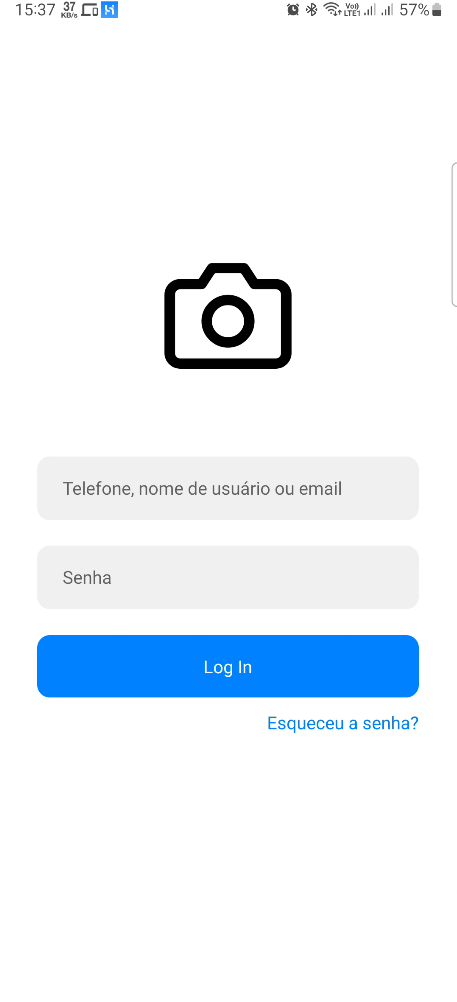 15:37 37 KB/s Vo) LTE1 57%
Telefone, nome de usuário ou email
Senha
Log In
Esqueceu a senha?